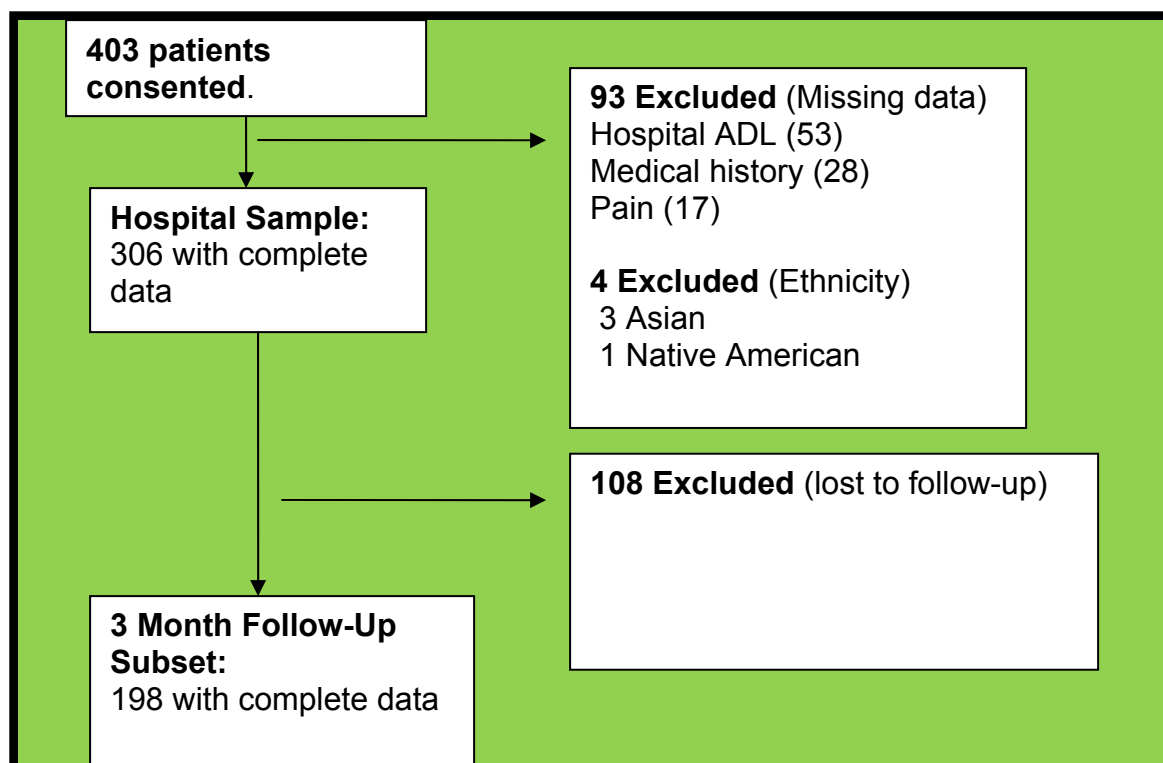 403 patients
consented.
93 Excluded (Missing data)
Hospital ADL (53)
Medical history (28)
Pain (17)
4 Excluded (Ethnicity)
3 Asian
1 Native American
Hospital Sample:
306 with complete
data
108 Excluded (lost to follow-up)
3 Month Follow-Up
Subset:
198 with complete data